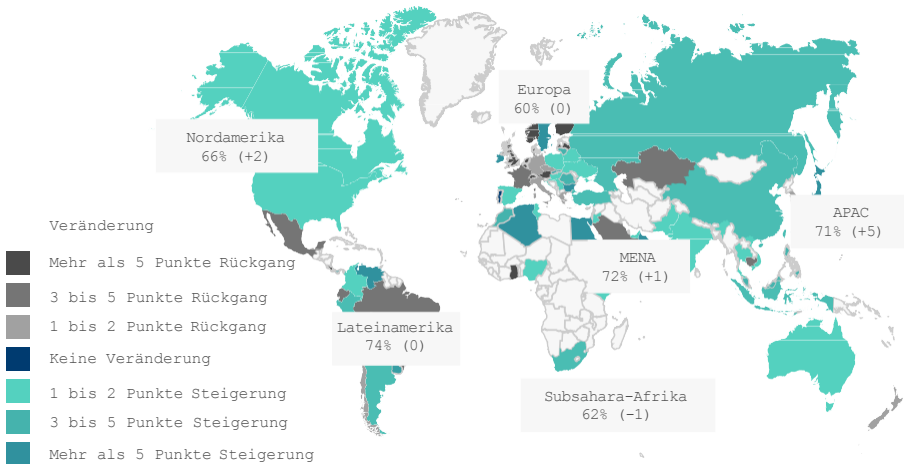 Europa
60% (0)
Nordamerika
66% (+2)
APAC
71% (+5)
MENA
72% (+1)
Lateinamerika
74% (0)
Subsahara-Afrika
62% (−1)
Veränderung
Mehr als 5 Punkte Rückgang
3 bis 5 Punkte Rückgang
1 bis 2 Punkte Rückgang
Keine Veränderung
1 bis 2 Punkte Steigerung
3 bis 5 Punkte Steigerung
Mehr als 5 Punkte Steigerung